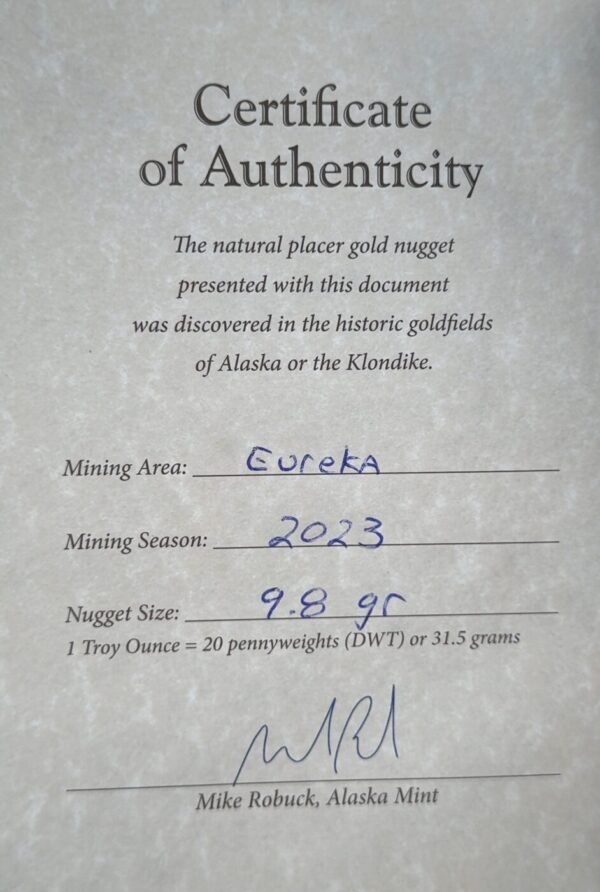 Certificate
of Authenticity
The natural placer gold nugget
presented with this document
was discovered in the historic goldfields
of Alaska or the Klondike.
Mining Area: Eureka
Mining Season: 2023
Nugget Size: 9.8 gr
1 Troy Ounce = 20 pennyweights (DWT) or 31.5 grams
Mike Robuck, Alaska Mint